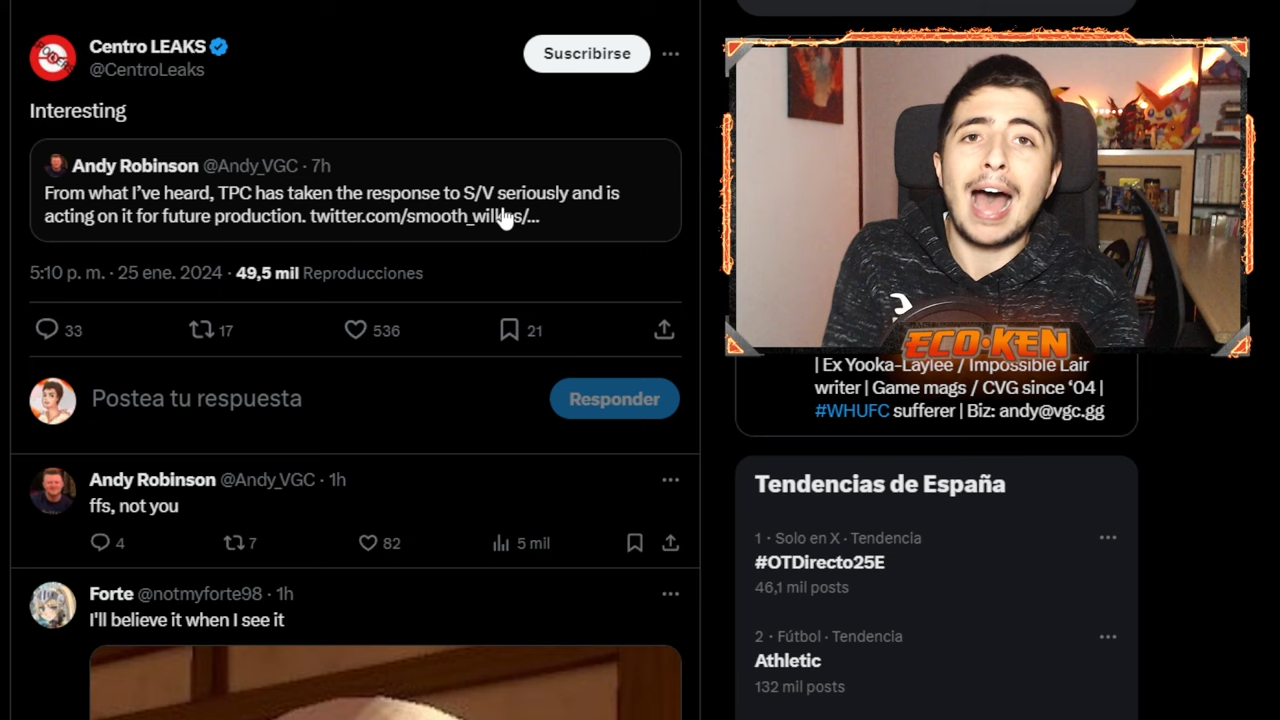 Centro LEAKS
@CentroLeaks
Suscribirse
Interesting
Andy Robinson @Andy_VGC · 7h
From what I've heard, TPC has taken the response to S/V seriously and is
acting on it for future production. twitter.com/smooth_
5:10 p. m. · 25 ene. 2024 · 49,5 mil Reproducciones
33
17
536
21
Postea tu respuesta
Responder
Andy Robinson @Andy_VGC · 1h
ffs, not you
4
7
82
5 mil
Forte @notmyforte98 · 1h
I'll believe it when I see it
ECO·KEN
| Ex Yooka-Laylee / Impossible Lair
writer | Game mags / CVG since ‘04 |
#WHUFC sufferer | Biz: andy@vgc.gg
Tendencias de España
1 · Solo en X · Tendencia
#OTDirecto25E
46,1 mil posts
2 · Fútbol · Tendencia
Athletic
132 mil posts